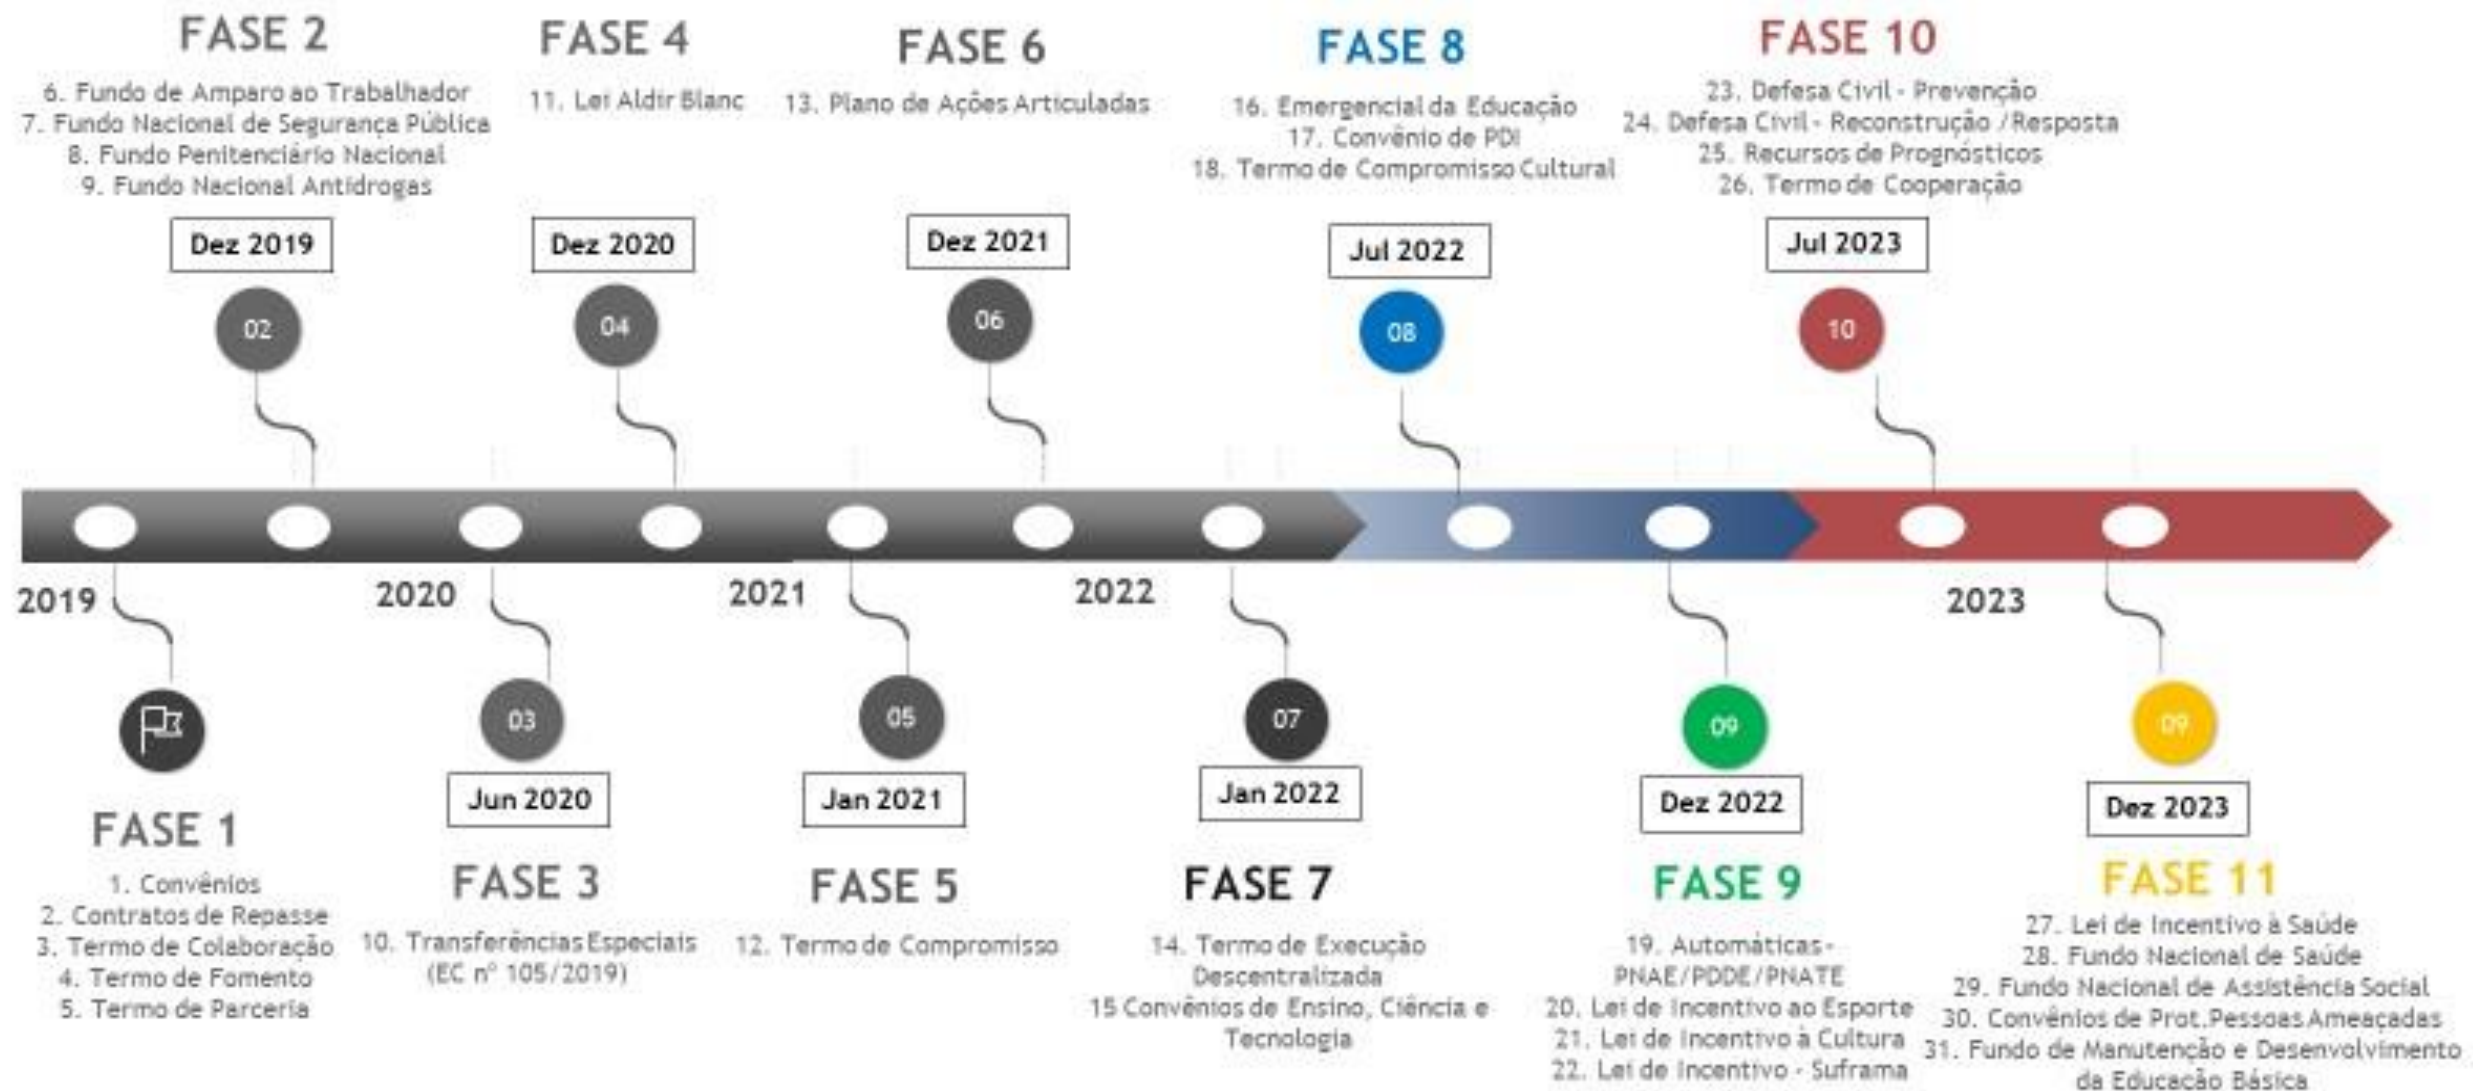 FASE 2
6. Fundo de Amparo ao Trabalhador
7. Fundo Nacional de Segurança Pública
8. Fundo Penitenciário Nacional
9. Fundo Nacional Antidrogas
Dez 2019
02
FASE 4
11. Lei Aldir Blanc
Dez 2020
04
FASE 6
13. Plano de Ações Articuladas
Dez 2021
06
FASE 8
16. Emergencial da Educação
17. Convênio de PDI
18. Termo de Compromisso Cultural
Jul 2022
08
FASE 10
23. Defesa Civil - Prevenção
24. Defesa Civil - Reconstrução /Resposta
25. Recursos de Prognósticos
26. Termo de Cooperação
Jul 2023
10
2019
2020
2021
2022
2023
FASE 1
1. Convênios
2. Contratos de Repasse
3. Termo de Colaboração
4. Termo de Fomento
5. Termo de Parceria
03
Jun 2020
FASE 3
10. Transferências Especiais
(EC nº 105/2019)
05
Jan 2021
FASE 5
12. Termo de Compromisso
07
Jan 2022
FASE 7
14. Termo de Execução
Descentralizada
15 Convênios de Ensino, Ciência e
Tecnologia
09
Dez 2022
FASE 9
19. Automáticas-
PNAE/PDDE/PNATE
20. Lei de Incentivo ao Esporte
21. Lei de Incentivo à Cultura
22. Lei de Incentivo - Suframa
09
Dez 2023
FASE 11
27. Lei de Incentivo à Saúde
28. Fundo Nacional de Saúde
29. Fundo Nacional de Assistência Social
30. Convênios de Prot.Pessoas Ameaçadas
31. Fundo de Manutenção e Desenvolvimento
da Educação Básica